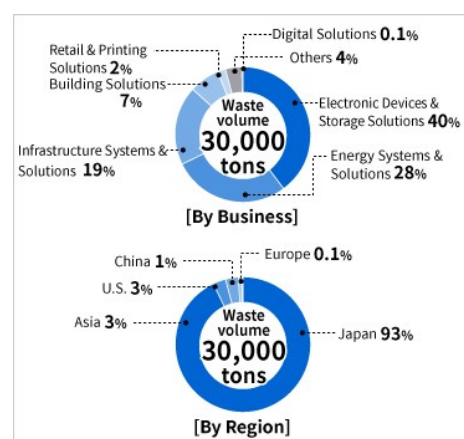 Digital Solutions 0.1%
Others 4%
Retail & Printing
Solutions 2%
Building Solutions
7%
Electronic Devices &
Storage Solutions 40%
Infrastructure Systems &
Solutions 19%
Energy Systems &
Solutions 28%
Waste
volume
30,000
tons
[By Business]
Europe 0.1%
China 1%
U.S. 3%
Asia 3%
Japan 93%
Waste
volume
30,000
tons
[By Region]